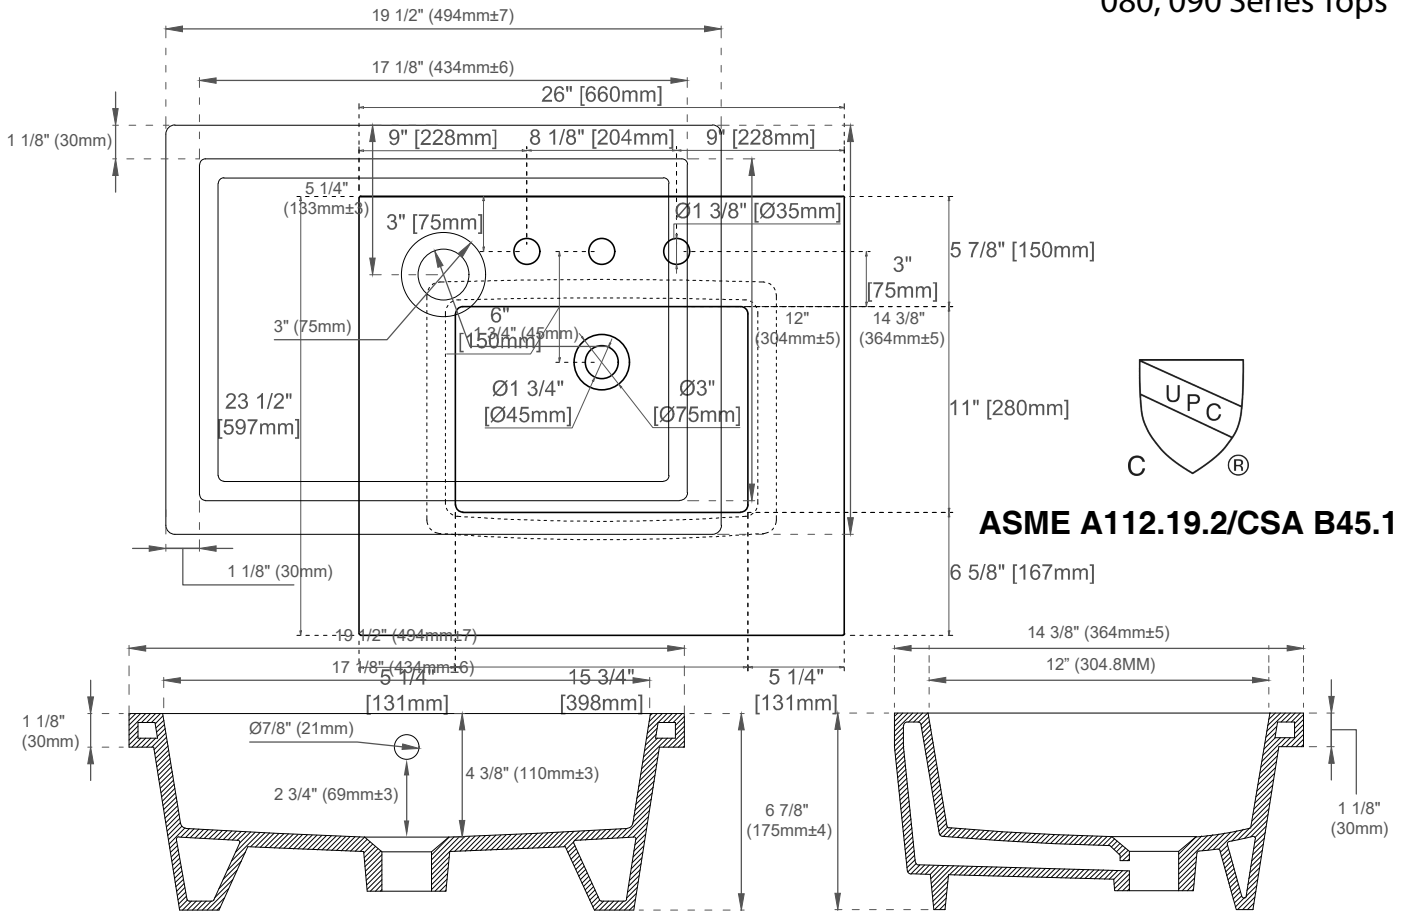 080, 090 Series Tops
19 1/2" (494mm±7)
17 1/8" (434mm±6)
26" [660mm]
1 1/8" (30mm)
9" [228mm]
8 1/8" [204mm]
9" [228mm]
5 1/4"
(133mm±3)
3" [75mm]
Ø1 3/8" [Ø35mm]
5 7/8" [150mm]
3"
[75mm]
3" (75mm)
6"
[150mm]
1 3/4" (45mm)
12"
(304mm±5)
14 3/8"
(364mm±5)
23 1/2"
[597mm]
Ø1 3/4"
[Ø45mm]
Ø3"
[Ø75mm]
11" [280mm]
UPC
C
®
ASME A112.19.2/CSA B45.1
1 1/8" (30mm)
6 5/8" [167mm]
19 1/2" (494mm±7)
14 3/8" (364mm±5)
17 1/8" (434mm±6)
12” (304.8MM)
5 1/4"
[131mm]
15 3/4"
[398mm]
5 1/4"
[131mm]
1 1/8"
(30mm)
Ø7/8" (21mm)
4 3/8" (110mm±3)
2 3/4" (69mm±3)
6 7/8"
(175mm±4)
1 1/8"
(30mm)